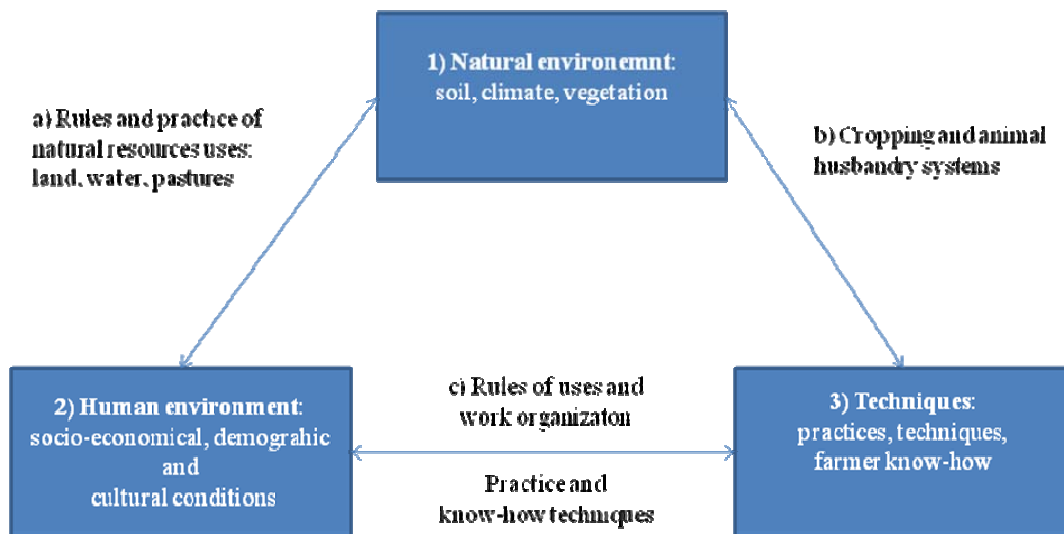 1) Natural environemnt:
soil, climate, vegetation
a) Rules and practice of
natural resources uses:
land, water, pastures
b) Cropping and animal
husbandry systems
2) Human environment:
socio-economical, demograhic
and
cultural conditions
c) Rules of uses and
work organizaton
Practice and
know-how techniques
3) Techniques:
practices, techniques,
farmer know-how